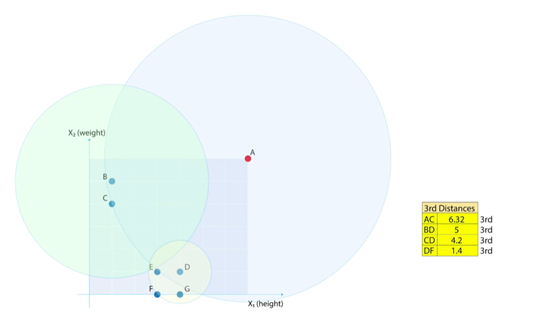 X₂ (weight)
A
B
C
E
D
F
G
X₁ (height)
3rd Distances
AC 6.32 3rd
BD 5 3rd
CD 4.2 3rd
DF 1.4 3rd